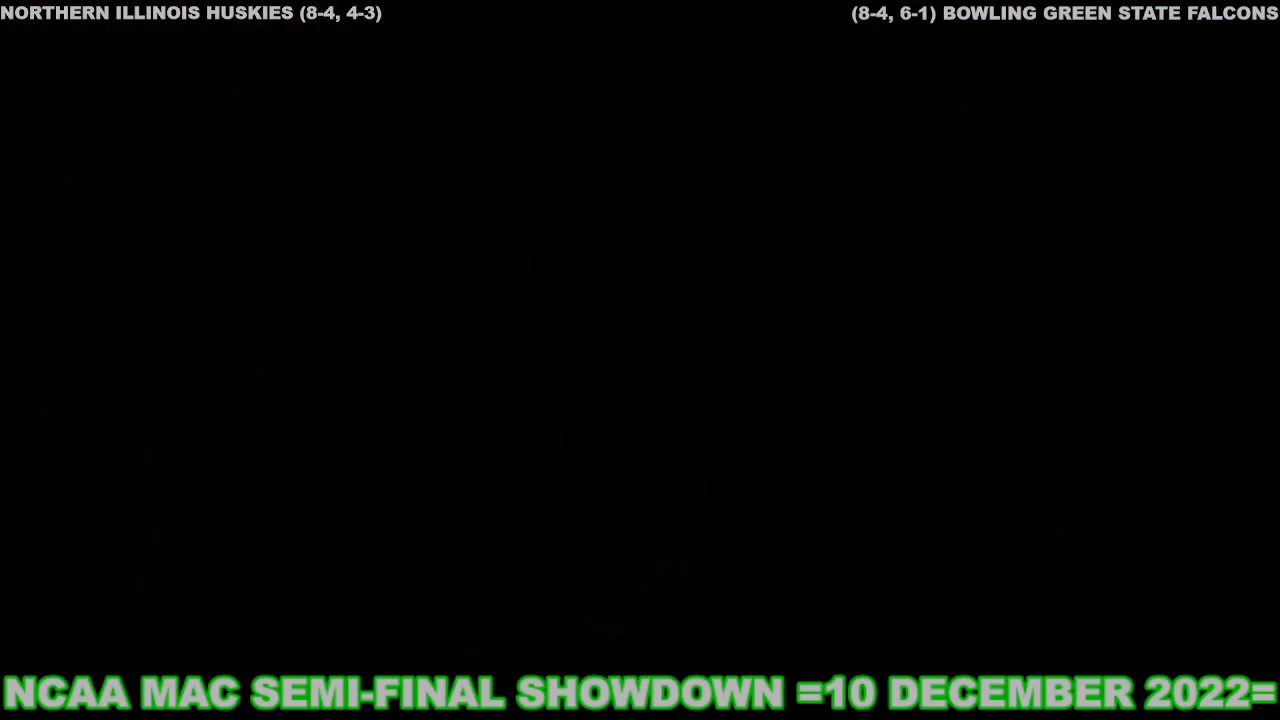 NORTHERN ILLINOIS HUSKIES (8-4, 4-3)
(8-4, 6-1) BOWLING GREEN STATE FALCONS
NCAA MAC SEMI-FINAL SHOWDOWN =10 DECEMBER 2022=